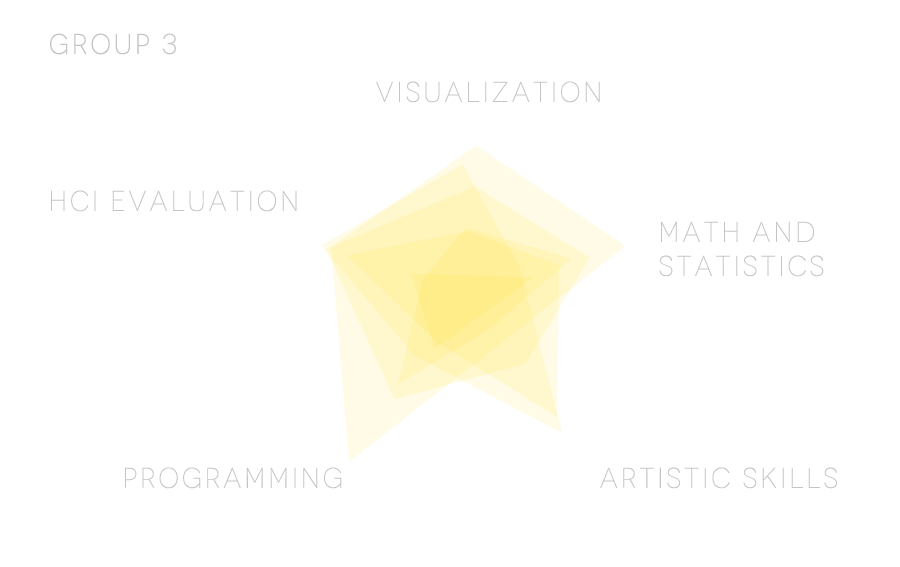 GROUP 3
VISUALIZATION
HCI EVALUATION
MATH AND
STATISTICS
PROGRAMMING
ARTISTIC SKILLS